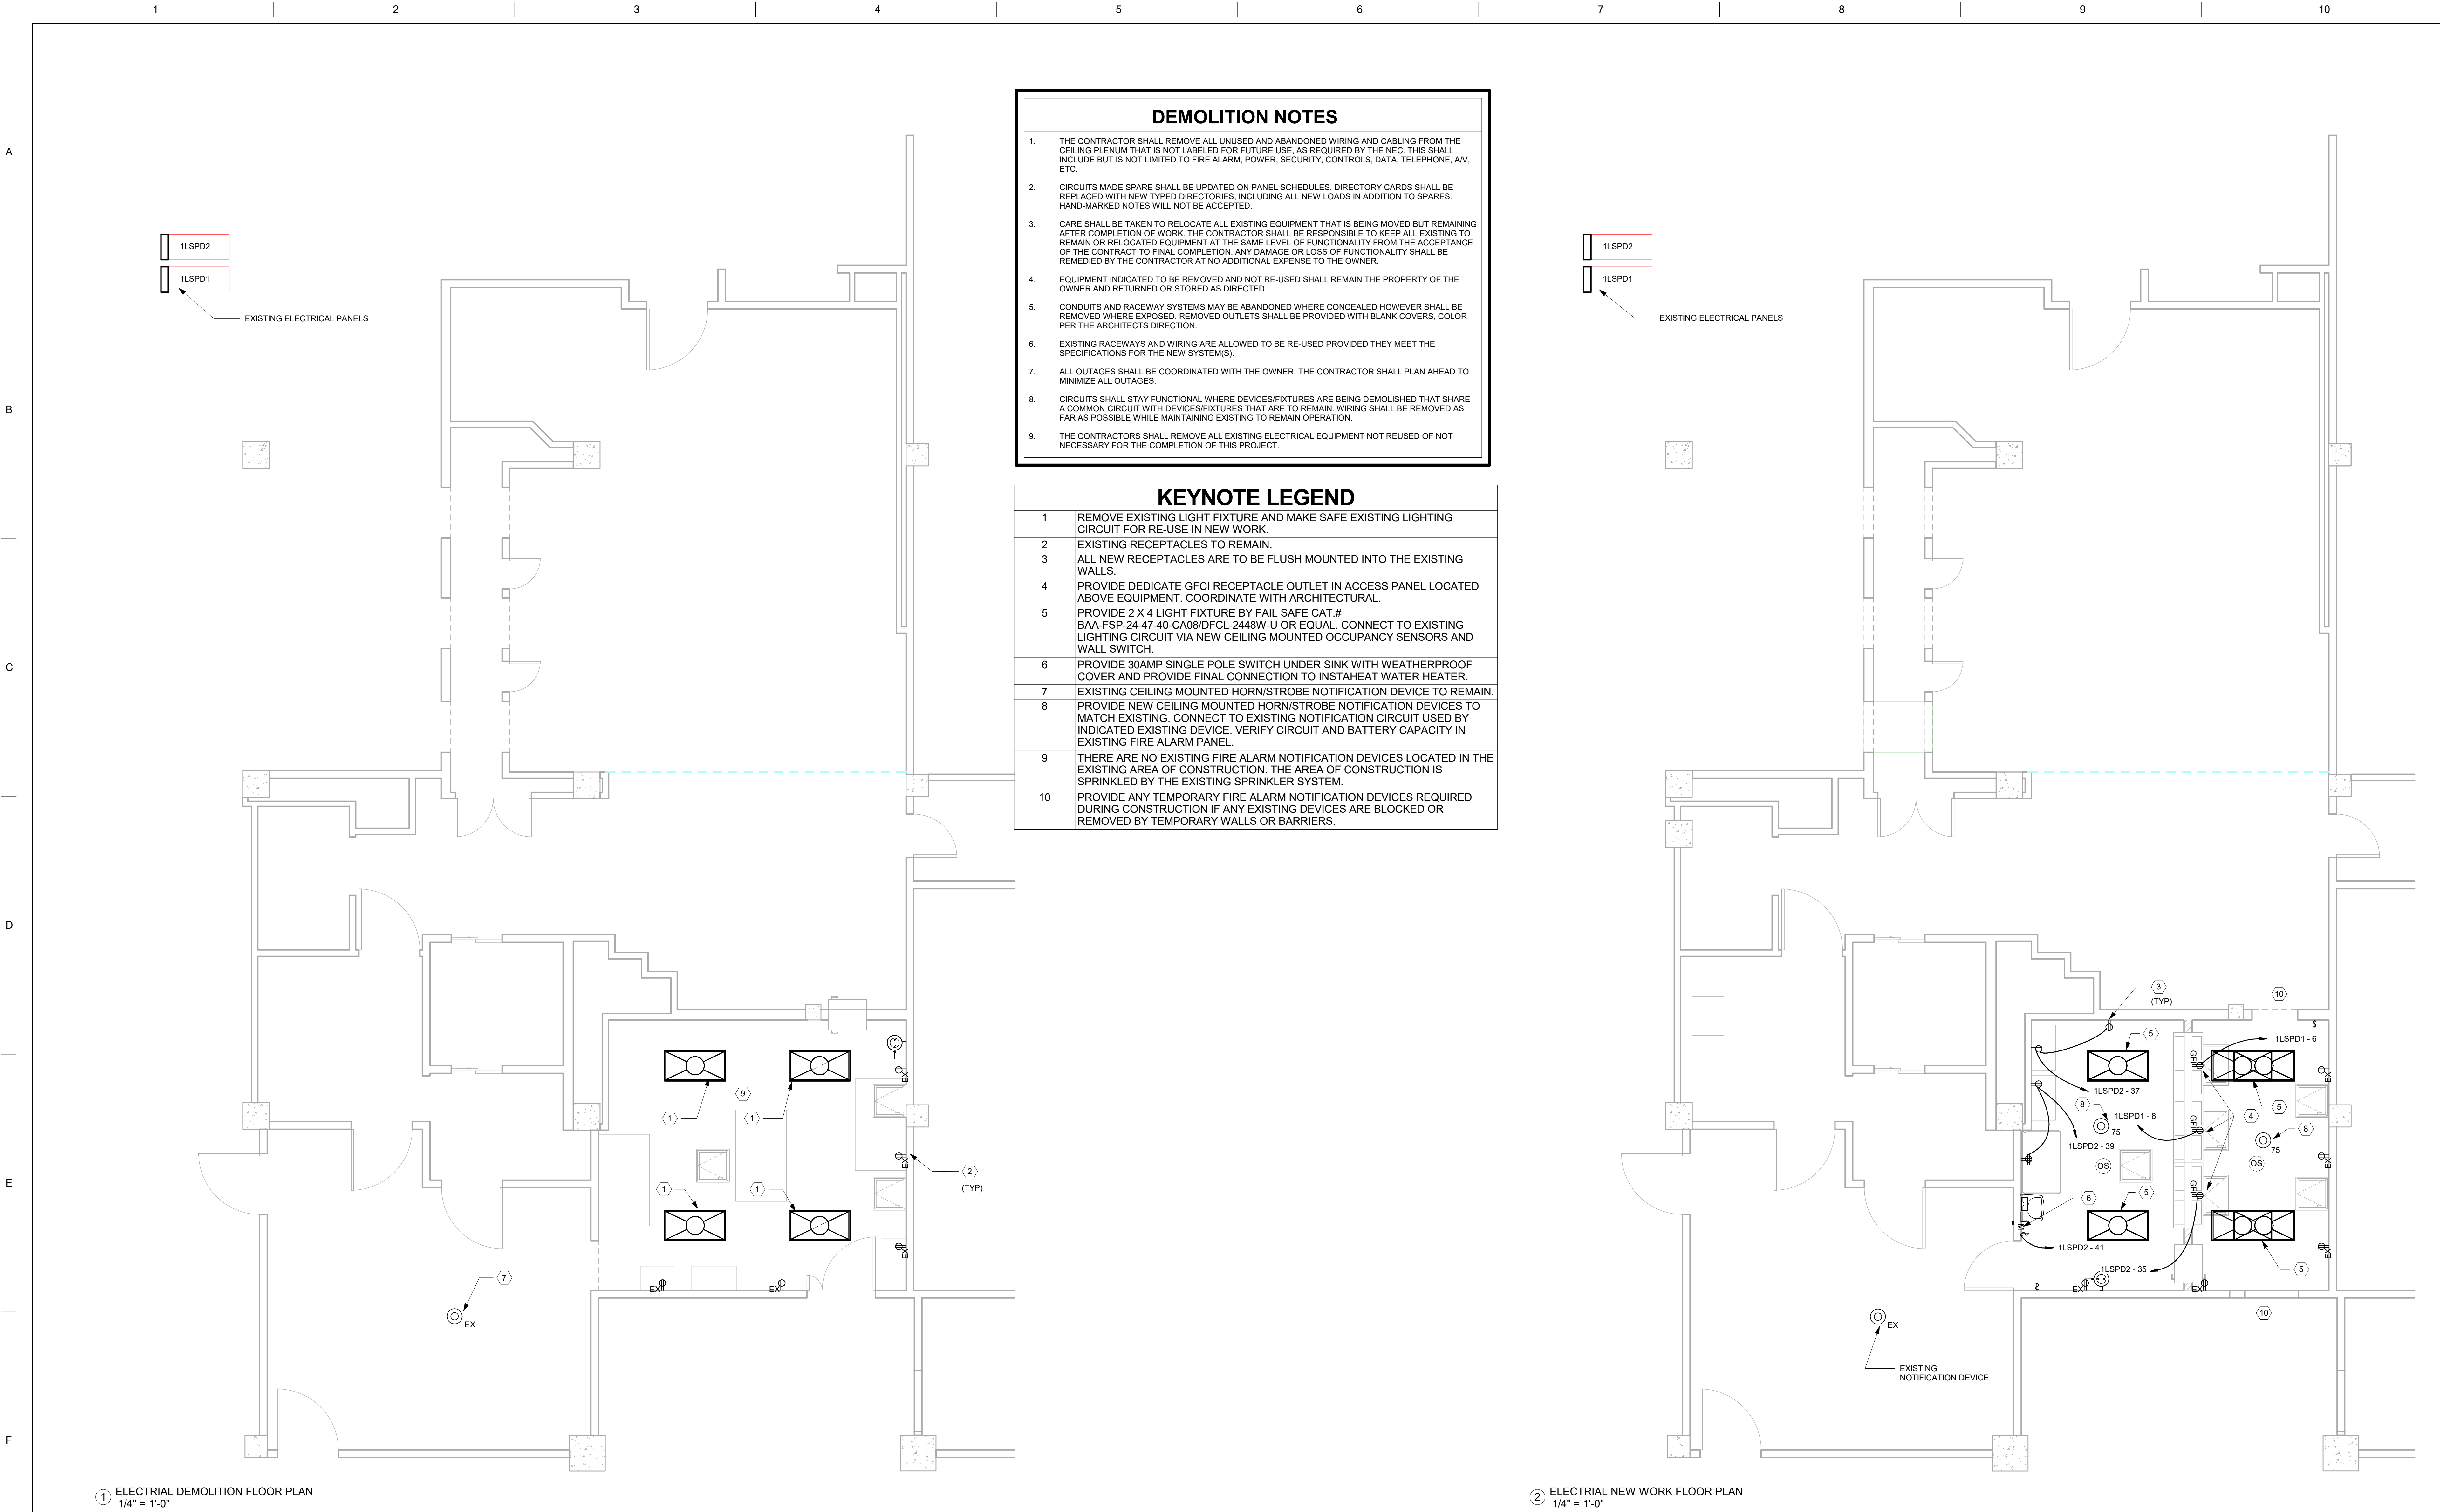 1 2 3 4 5 6 7 8 9 10
A
B
C
D
E
F
1LSPD2
1LSPD1
EXISTING ELECTRICAL PANELS
1
1
9
1
1
EX
EX
EX
EX
EX
2
(TYP)
7
EX
1 ELECTRIAL DEMOLITION FLOOR PLAN
1/4" = 1'-0"
DEMOLITION NOTES
1. THE CONTRACTOR SHALL REMOVE ALL UNUSED AND ABANDONED WIRING AND CABLING FROM THE
CEILING PLENUM THAT IS NOT LABELED FOR FUTURE USE, AS REQUIRED BY THE NEC. THIS SHALL
INCLUDE BUT IS NOT LIMITED TO FIRE ALARM, POWER, SECURITY, CONTROLS, DATA, TELEPHONE, A/V,
ETC.
2. CIRCUITS MADE SPARE SHALL BE UPDATED ON PANEL SCHEDULES. DIRECTORY CARDS SHALL BE
REPLACED WITH NEW TYPED DIRECTORIES, INCLUDING ALL NEW LOADS IN ADDITION TO SPARES.
HAND-MARKED NOTES WILL NOT BE ACCEPTED.
3. CARE SHALL BE TAKEN TO RELOCATE ALL EXISTING EQUIPMENT THAT IS BEING MOVED BUT REMAINING
AFTER COMPLETION OF WORK. THE CONTRACTOR SHALL BE RESPONSIBLE TO KEEP ALL EXISTING TO
REMAIN OR RELOCATED EQUIPMENT AT THE SAME LEVEL OF FUNCTIONALITY FROM THE ACCEPTANCE
OF THE CONTRACT TO FINAL COMPLETION. ANY DAMAGE OR LOSS OF FUNCTIONALITY SHALL BE
REMEDIED BY THE CONTRACTOR AT NO ADDITIONAL EXPENSE TO THE OWNER.
4. EQUIPMENT INDICATED TO BE REMOVED AND NOT RE-USED SHALL REMAIN THE PROPERTY OF THE
OWNER AND RETURNED OR STORED AS DIRECTED.
5. CONDUITS AND RACEWAY SYSTEMS MAY BE ABANDONED WHERE CONCEALED HOWEVER SHALL BE
REMOVED WHERE EXPOSED. REMOVED OUTLETS SHALL BE PROVIDED WITH BLANK COVERS, COLOR
PER THE ARCHITECTS DIRECTION.
6. EXISTING RACEWAYS AND WIRING ARE ALLOWED TO BE RE-USED PROVIDED THEY MEET THE
SPECIFICATIONS FOR THE NEW SYSTEM(S).
7. ALL OUTAGES SHALL BE COORDINATED WITH THE OWNER. THE CONTRACTOR SHALL PLAN AHEAD TO
MINIMIZE ALL OUTAGES.
8. CIRCUITS SHALL STAY FUNCTIONAL WHERE DEVICES/FIXTURES ARE BEING DEMOLISHED THAT SHARE
A COMMON CIRCUIT WITH DEVICES/FIXTURES THAT ARE TO REMAIN. WIRING SHALL BE REMOVED AS
FAR AS POSSIBLE WHILE MAINTAINING EXISTING TO REMAIN OPERATION.
9. THE CONTRACTORS SHALL REMOVE ALL EXISTING ELECTRICAL EQUIPMENT NOT REUSED OF NOT
NECESSARY FOR THE COMPLETION OF THIS PROJECT.
KEYNOTE LEGEND
1 REMOVE EXISTING LIGHT FIXTURE AND MAKE SAFE EXISTING LIGHTING
CIRCUIT FOR RE-USE IN NEW WORK.
2 EXISTING RECEPTACLES TO REMAIN.
3 ALL NEW RECEPTACLES ARE TO BE FLUSH MOUNTED INTO THE EXISTING
WALLS.
4 PROVIDE DEDICATE GFCI RECEPTACLE OUTLET IN ACCESS PANEL LOCATED
ABOVE EQUIPMENT. COORDINATE WITH ARCHITECTURAL.
5 PROVIDE 2 X 4 LIGHT FIXTURE BY FAIL SAFE CAT.#
BAA-FSP-24-47-40-CA08/DFCL-2448W-U OR EQUAL. CONNECT TO EXISTING
LIGHTING CIRCUIT VIA NEW CEILING MOUNTED OCCUPANCY SENSORS AND
WALL SWITCH.
6 PROVIDE 30AMP SINGLE POLE SWITCH UNDER SINK WITH WEATHERPROOF
COVER AND PROVIDE FINAL CONNECTION TO INSTAHEAT WATER HEATER.
7 EXISTING CEILING MOUNTED HORN/STROBE NOTIFICATION DEVICE TO REMAIN.
8 PROVIDE NEW CEILING MOUNTED HORN/STROBE NOTIFICATION DEVICES TO
MATCH EXISTING. CONNECT TO EXISTING NOTIFICATION CIRCUIT USED BY
INDICATED EXISTING DEVICE. VERIFY CIRCUIT AND BATTERY CAPACITY IN
EXISTING FIRE ALARM PANEL.
9 THERE ARE NO EXISTING FIRE ALARM NOTIFICATION DEVICES LOCATED IN THE
EXISTING AREA OF CONSTRUCTION. THE AREA OF CONSTRUCTION IS
SPRINKLED BY THE EXISTING SPRINKLER SYSTEM.
10 PROVIDE ANY TEMPORARY FIRE ALARM NOTIFICATION DEVICES REQUIRED
DURING CONSTRUCTION IF ANY EXISTING DEVICES ARE BLOCKED OR
REMOVED BY TEMPORARY WALLS OR BARRIERS.
1LSPD2
1LSPD1
EXISTING ELECTRICAL PANELS
3
(TYP)
10
5
1LSPD1 - 6
GFI
EX
1LSPD2 - 37
8
1LSPD1 - 8
5
4
75
GFI
8
1LSPD2 - 39
75
EX
OS
OS
GFI
5
6
M
1LSPD2 - 41
EX
1LSPD2 - 35
5
EX
EX
10
EX
EXISTING
NOTIFICATION DEVICE
2 ELECTRIAL NEW WORK FLOOR PLAN
1/4" = 1'-0"